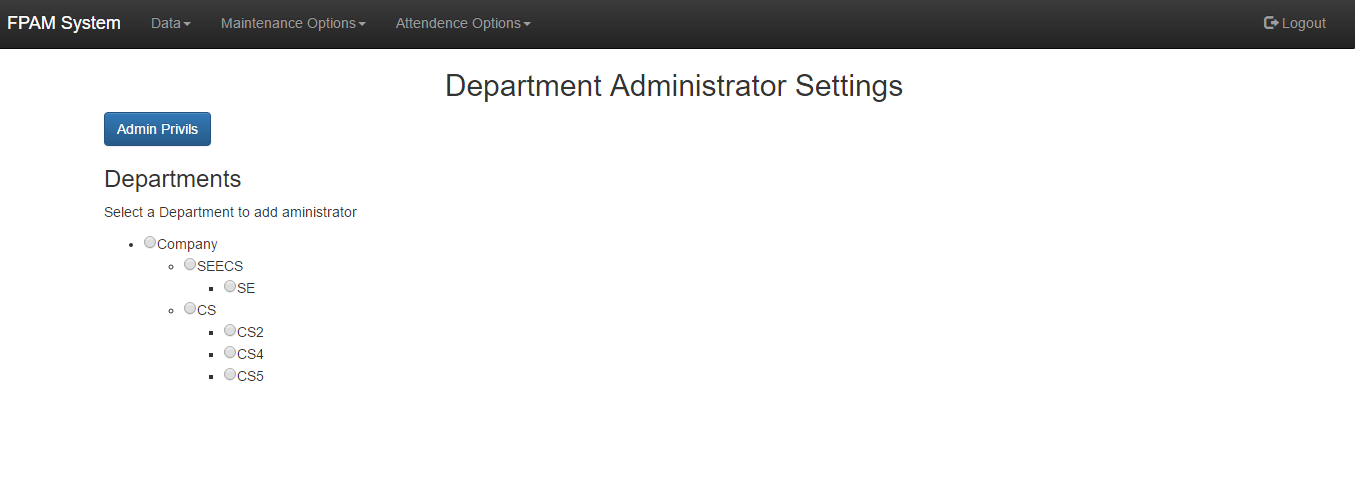 FPAM System Data Maintenance Options Attendence Options Logout
Department Administrator Settings
Admin Privils
Departments
Select a Department to add aministrator
Company
SEECS
SE
CS
CS2
CS4
CS5